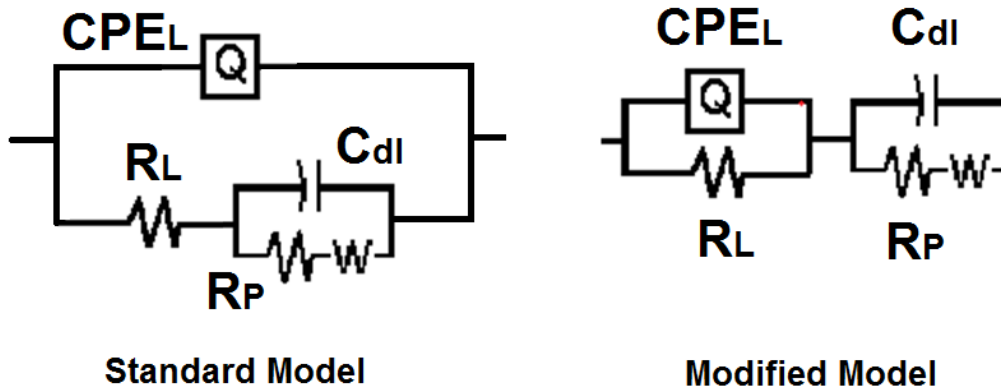 CPEL
Q
RL
Cdl
RP
Standard Model
CPEL
Cdl
Q
W
RL
RP
Modified Model